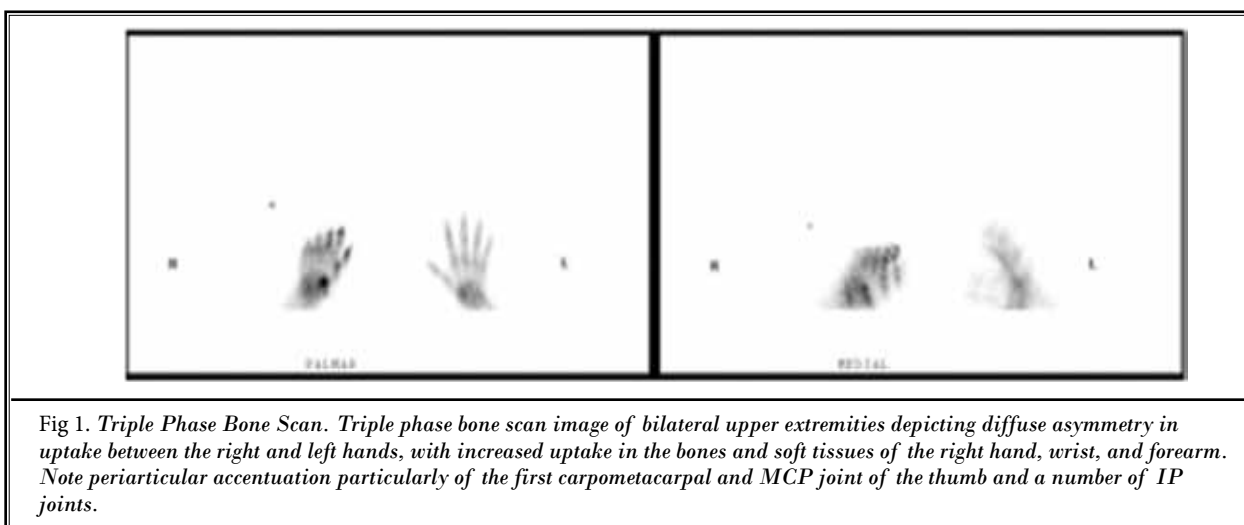 R
L
PALMAR
R
L
MEDIAL
Fig 1. Triple Phase Bone Scan. Triple phase bone scan image of bilateral upper extremities depicting diffuse asymmetry in
uptake between the right and left hands, with increased uptake in the bones and soft tissues of the right hand, wrist, and forearm.
Note periarticular accentuation particularly of the first carpometacarpal and MCP joint of the thumb and a number of IP
joints.